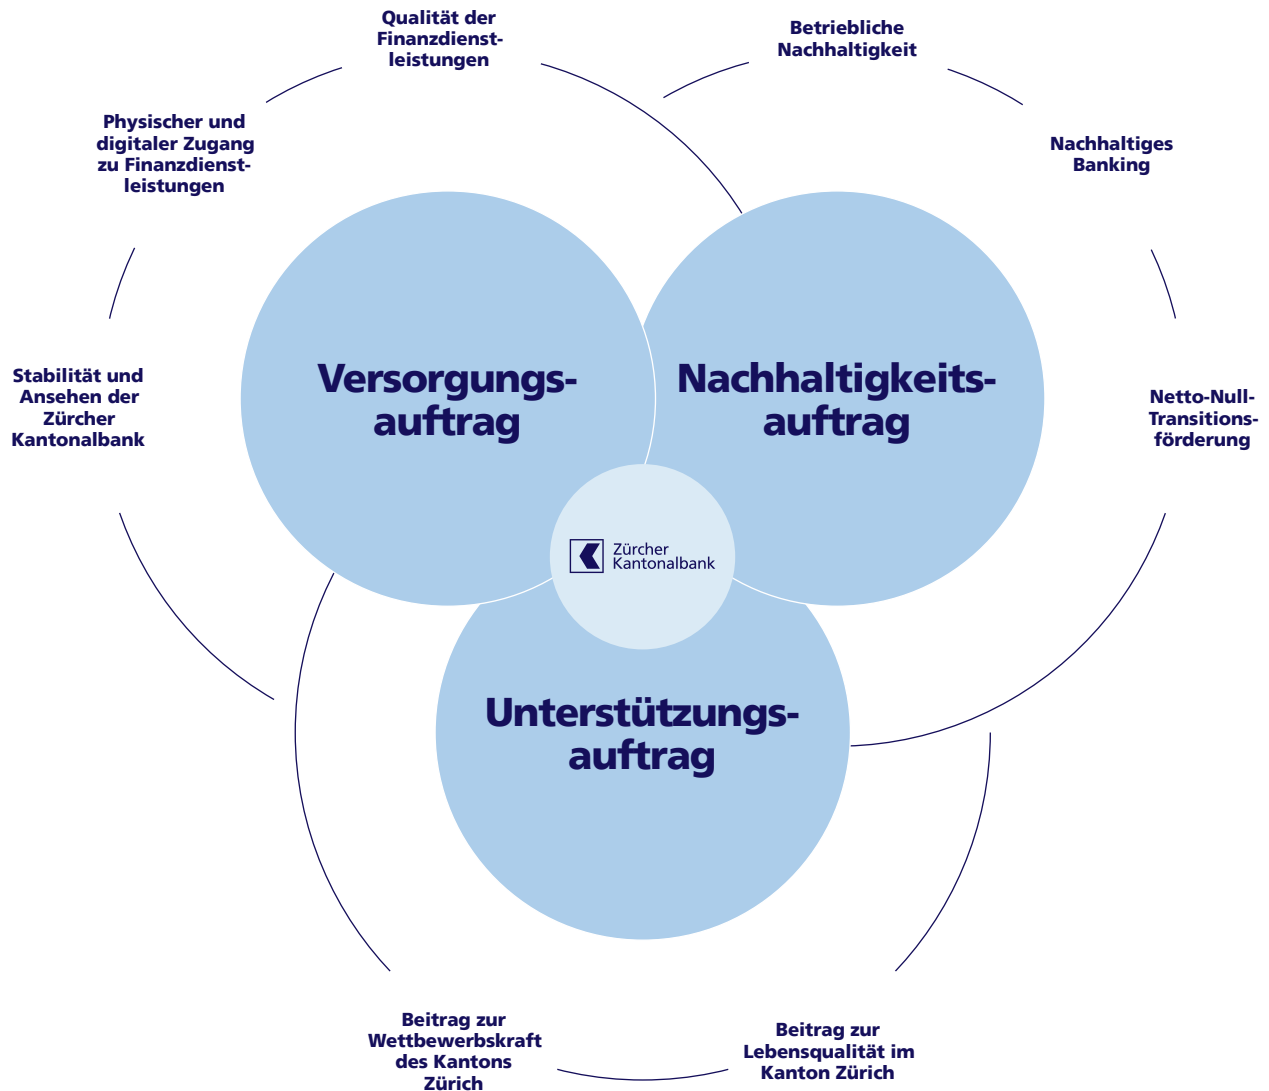 Qualität der
Finanzdienst-
leistungen
Betriebliche
Nachhaltigkeit
Physischer und
digitaler Zugang
zu Finanzdienst-
leistungen
Nachhaltiges
Banking
Versorgungs-
auftrag
Nachhaltigkeits-
auftrag
Stabilität und
Ansehen der
Zürcher
Kantonalbank
Netto-Null-
Transitions-
förderung
Zürcher
Kantonalbank
Unterstützungs-
auftrag
Beitrag zur
Wettbewerbskraft
des Kantons
Zürich
Beitrag zur
Lebensqualität im
Kanton Zürich